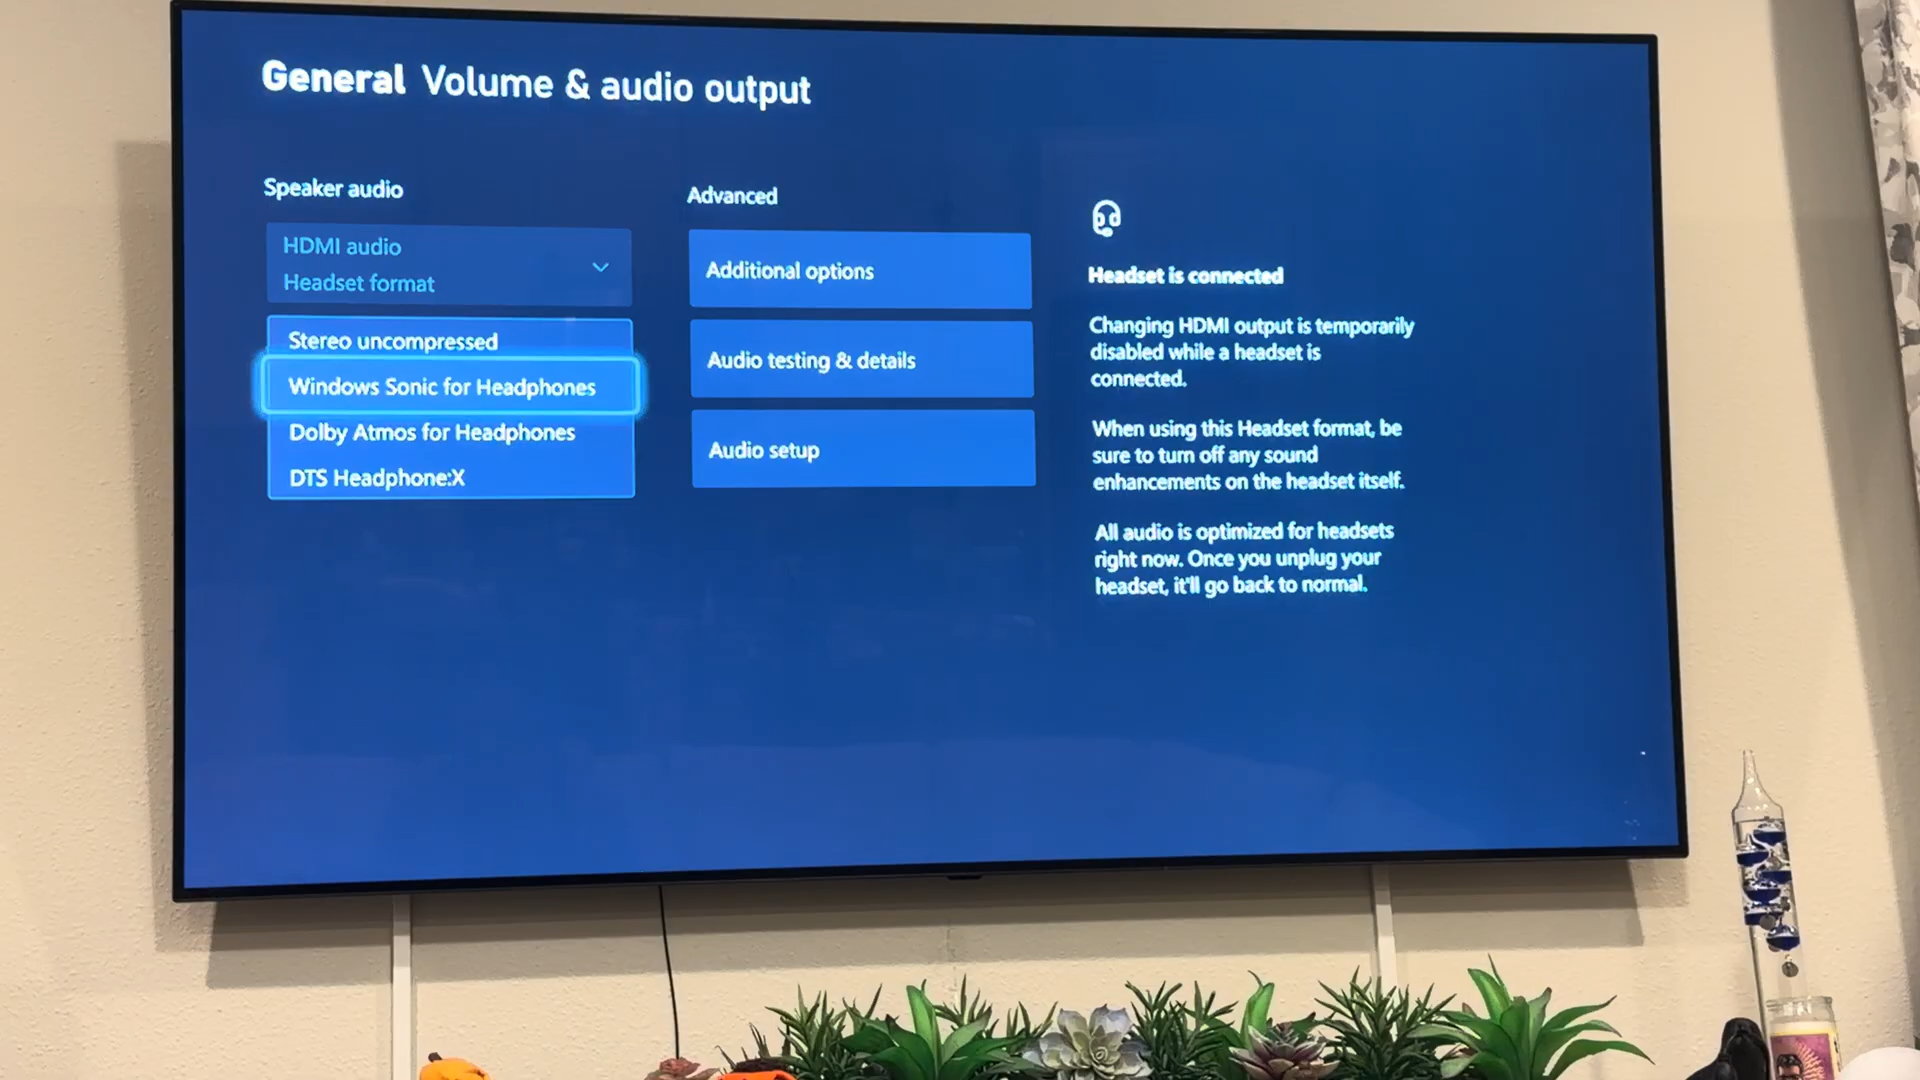 General Volume & audio output
Speaker audio
HDMI audio
Headset format
Stereo uncompressed
Windows Sonic for Headphones
Dolby Atmos for Headphones
DTS Headphone:X
Advanced
Additional options
Audio testing & details
Audio setup
Headset is connected
Changing HDMI output is temporarily
disabled while a headset is
connected.
When using this Headset format, be
sure to turn off any sound
enhancements on the headset itself.
All audio is optimized for headsets
right now. Once you unplug your
headset, it'll go back to normal.